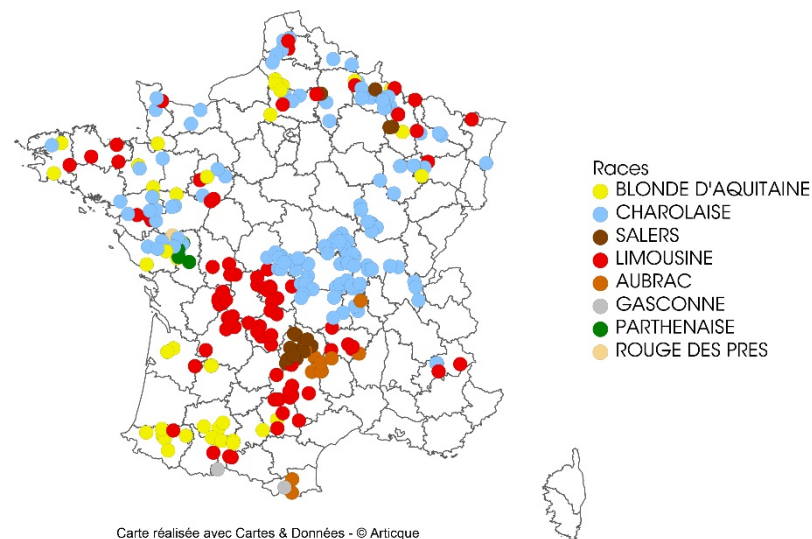 Races
BLONDE D'AQUITAINE
CHAROLAISE
SALERS
LIMOUSINE
AUBRAC
GASCONNE
PARTHENAISE
ROUGE DES PRES
Carte réalisée avec Cartes & Données - © Articque